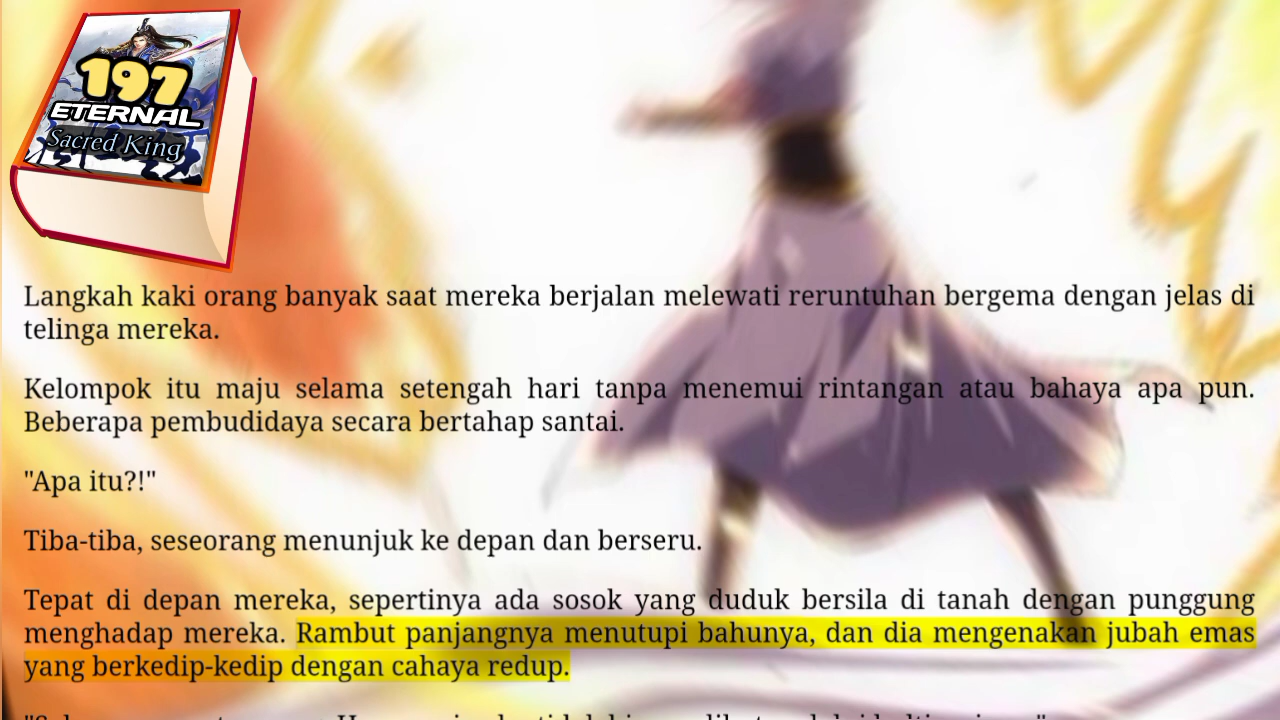 197
ETERNAL
Sacred King
Langkah kaki orang banyak saat mereka berjalan melewati reruntuhan bergema dengan jelas di
telinga mereka.
Kelompok itu maju selama setengah hari tanpa menemui rintangan atau bahaya apa pun.
Beberapa pembudidaya secara bertahap santai.
"Apa itu?!"
Tiba-tiba, seseorang menunjuk ke depan dan berseru.
Tepat di depan mereka, sepertinya ada sosok yang duduk bersila di tanah dengan punggung
menghadap mereka. Rambut panjangnya menutupi bahunya, dan dia mengenakan jubah emas
yang berkedip-kedip dengan cahaya redup.